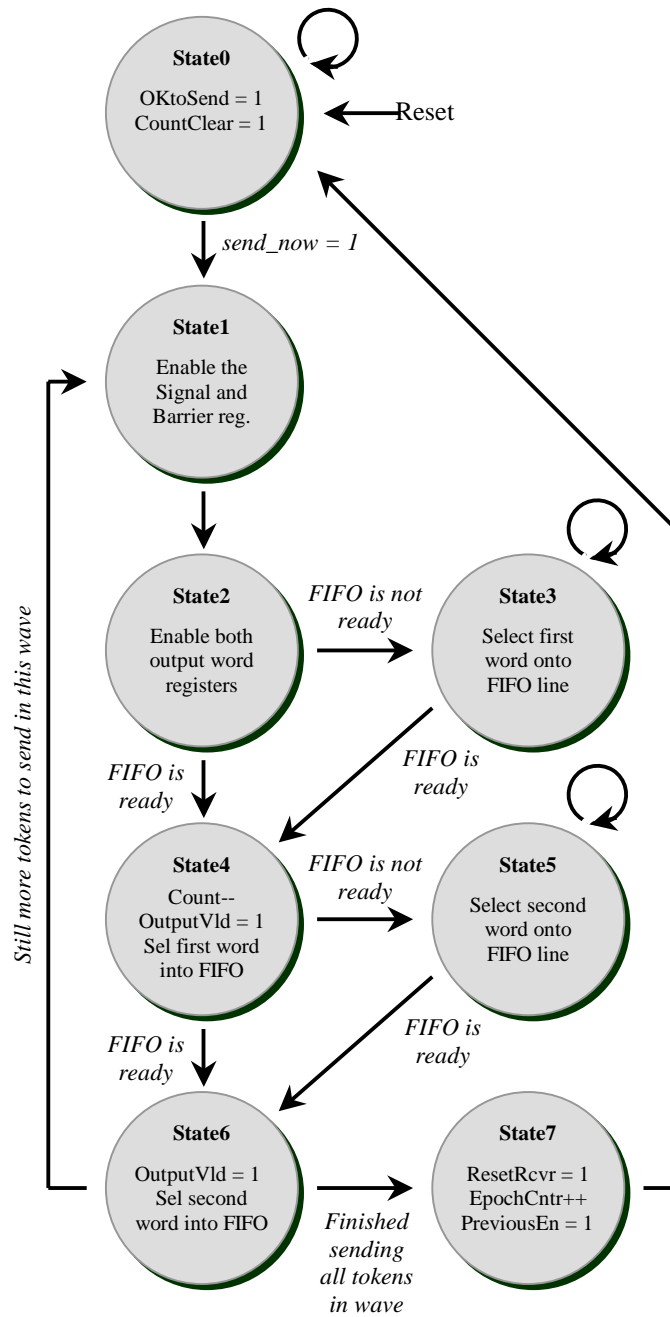 State0
OKtoSend = 1
CountClear = 1
Reset
send_now = 1
State1
Enable the
Signal and
Barrier reg.
Still more tokens to send in this wave
State2
Enable both
output word
registers
FIFO is not
ready
State3
Select first
word onto
FIFO line
FIFO is
ready
FIFO is
ready
State4
Count--
OutputVld = 1
Sel first word
into FIFO
FIFO is not
ready
State5
Select second
word onto
FIFO line
FIFO is
ready
FIFO is
ready
State6
OutputVld = 1
Sel second
word into FIFO
Finished
sending
all tokens
in wave
State7
ResetRcvr = 1
EpochCntr++
PreviousEn = 1